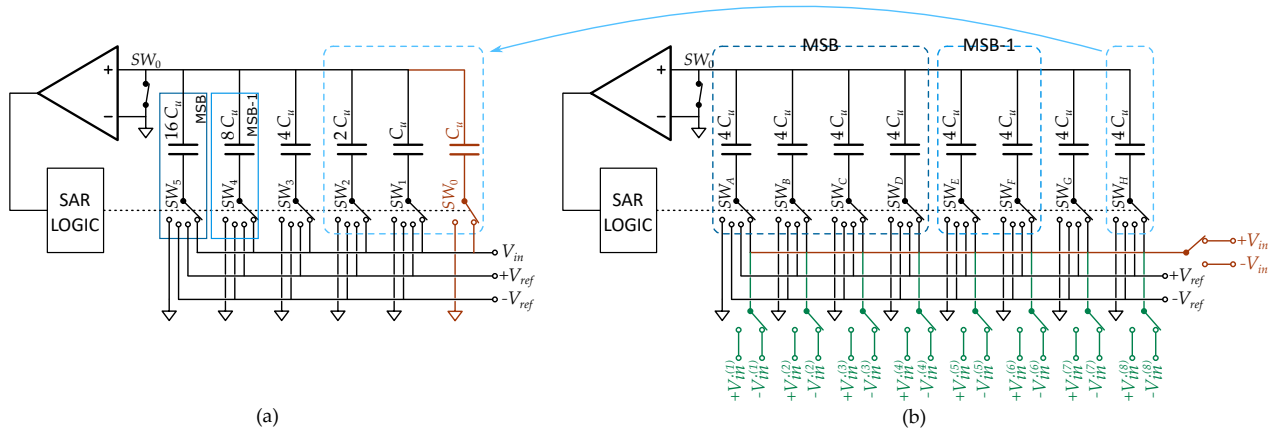 SW0
+
−
16 Cu
MSB
8 Cu
MSB-1
4 Cu
2 Cu
Cu
Cu
SW5
SW4
SW3
SW2
SW1
SW0
SAR
LOGIC
Vin
+Vref
-Vref
(a)
MSB
MSB-1
SW0
+
−
4 Cu
4 Cu
4 Cu
4 Cu
4 Cu
4 Cu
4 Cu
4 Cu
SWA
SWB
SWC
SWD
SWE
SWF
SWG
SWH
SAR
LOGIC
+Vin
-Vin
+Vref
-Vref
+Vin,(1)
-Vin,(1)
+Vin,(2)
-Vin,(2)
+Vin,(3)
-Vin,(3)
+Vin,(4)
-Vin,(4)
+Vin,(5)
-Vin,(5)
+Vin,(6)
-Vin,(6)
+Vin,(7)
-Vin,(7)
+Vin,(8)
-Vin,(8)
(b)